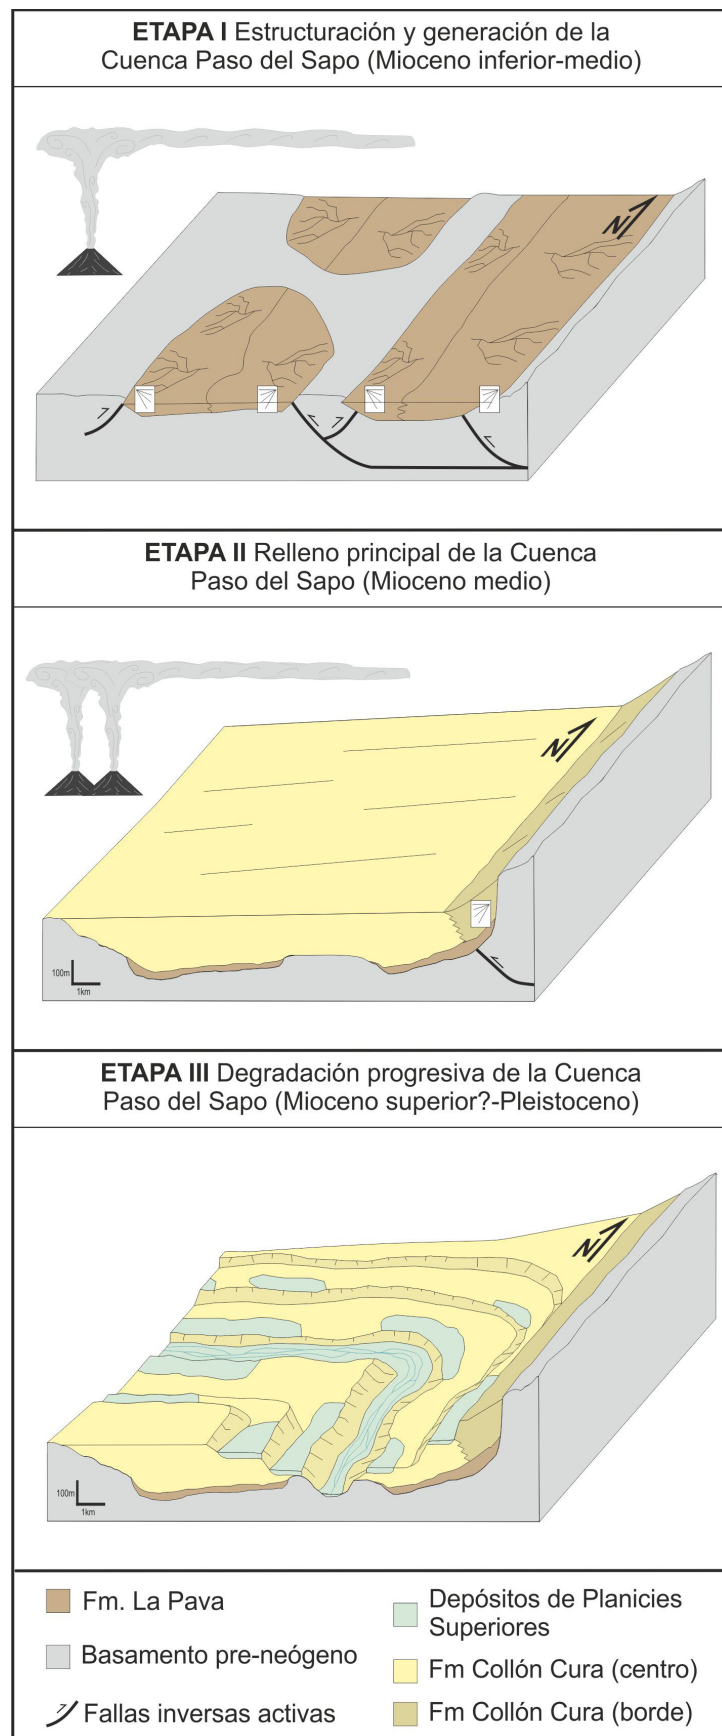 ETAPA I Estructuración y generación de la
Cuenca Paso del Sapo (Mioceno inferior-medio)
N
ETAPA II Relleno principal de la Cuenca
Paso del Sapo (Mioceno medio)
N
100m
1km
ETAPA III Degradación progresiva de la Cuenca
Paso del Sapo (Mioceno superior?-Pleistoceno)
N
100m
1km
Fm. La Pava
Basamento pre-neógeno
Fallas inversas activas
Depósitos de Planicies
Superiores
Fm Collón Cura (centro)
Fm Collón Cura (borde)